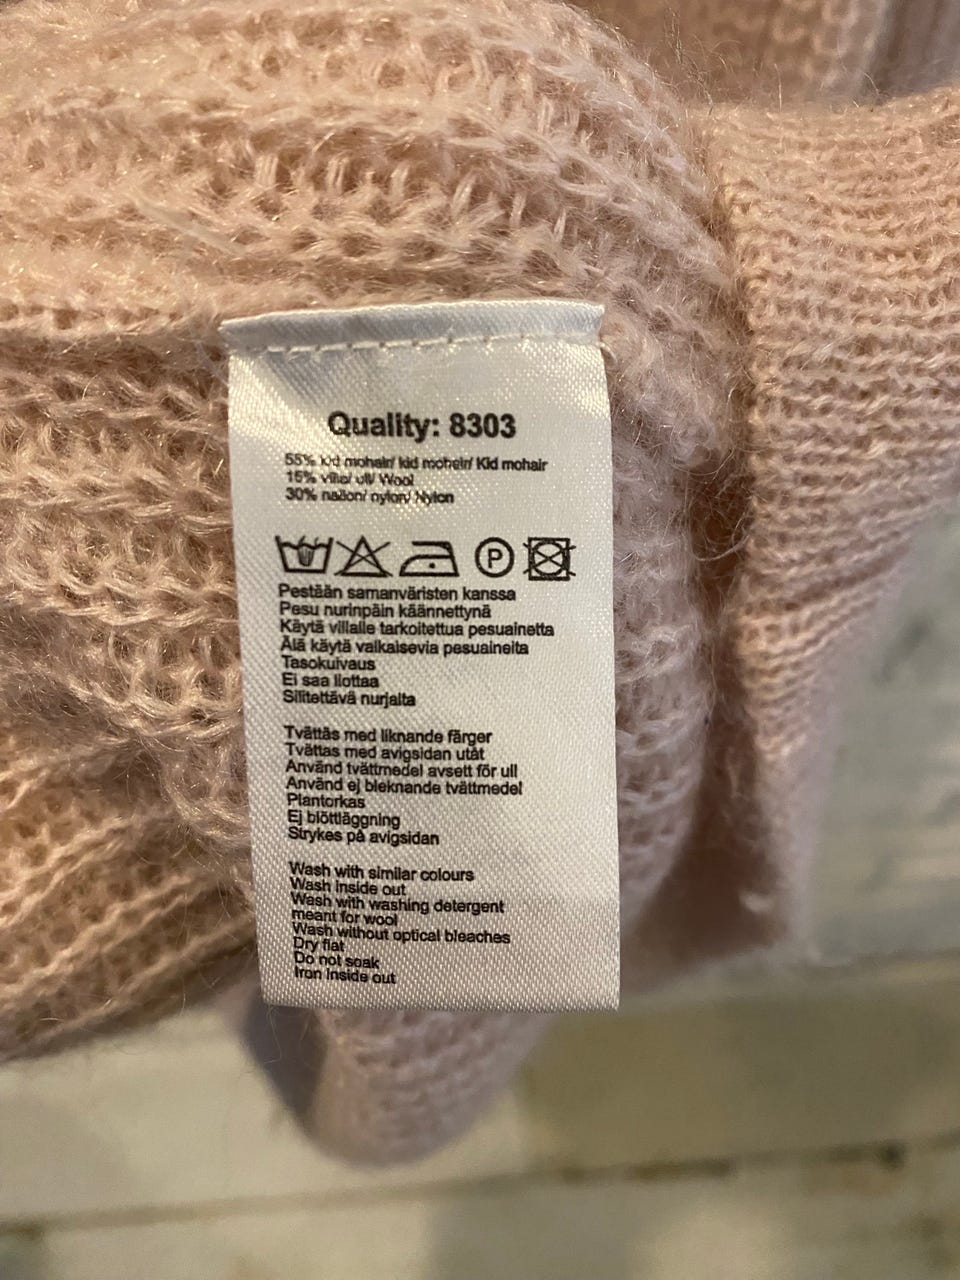 Quality: 8303
55% kid mohair/ kid mohair/ Kid mohair
15% villa/ ull/ Wool
30% nailon/ nylon/ Nylon
P
Pestään samanväristen kanssa
Pesu nurinpäin käännettynä
Käytä villalle tarkoitettua pesuainetta
Älä käytä valkaisevia pesuaineita
Tasokuivaus
Ei saa liottaa
Silitettävä nurjalta
Tvättäs med liknande färger
Tvättas med avigsidan utåt
Använd tvättmedel avsett för ull
Använd ej bleknande tvättmedel
Plantorkas
Ej blöttläggning
Strykes på avigsidan
Wash with similar colours
Wash inside out
Wash with washing detergent
meant for wool
Wash without optical bleaches
Dry flat
Do not soak
Iron inside out